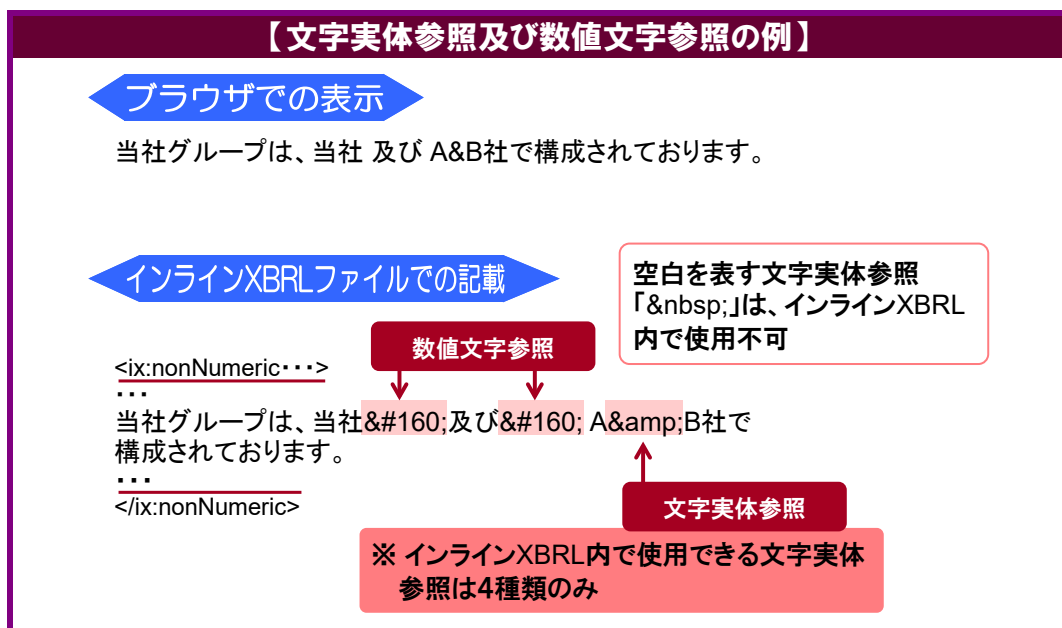 【文字実体参照及び数値文字参照の例】
ブラウザでの表示
当社グループは、当社 及び A&B社で構成されております。
インラインXBRLファイルでの記載
空白を表す文字実体参照
「&nbsp;」は、インラインXBRL
内で使用不可
数値文字参照
<ix:nonNumeric・・・>
・・・
当社グループは、当社&#160;及び&#160; A&amp;B社で
構成されております。
・・・
</ix:nonNumeric>
文字実体参照
※ インラインXBRL内で使用できる文字実体
参照は4種類のみ